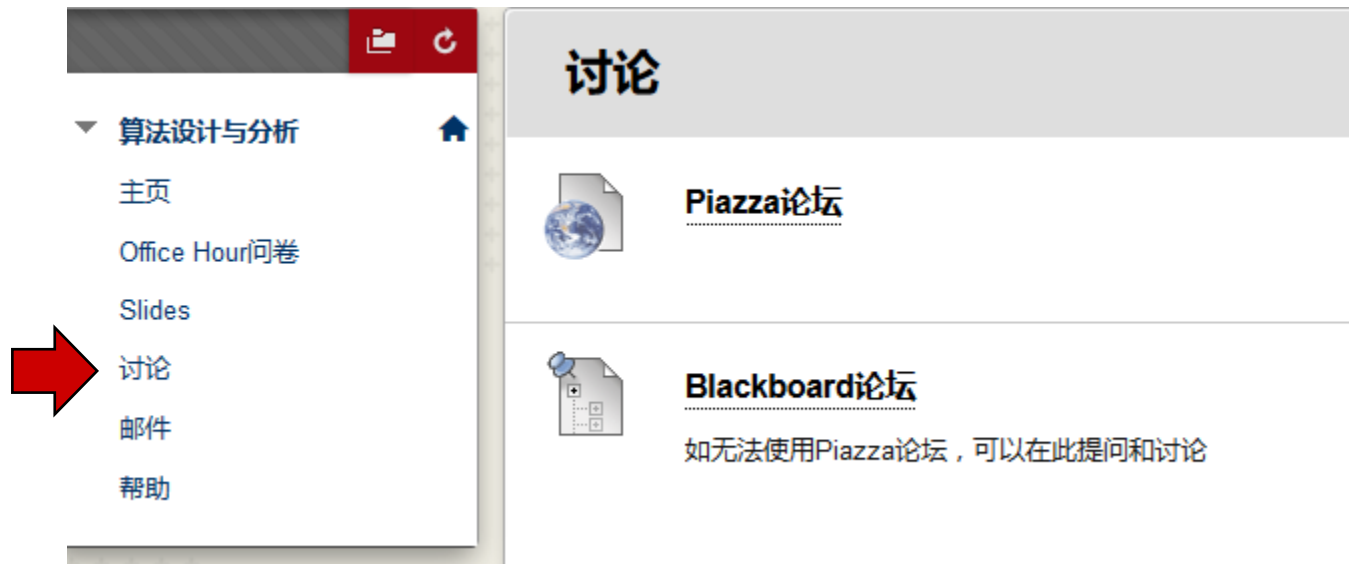 算法设计与分析
主页
Office Hour问卷
Slides
讨论
邮件
帮助
讨论
Piazza论坛
Blackboard论坛
如无法使用Piazza论坛，可以在此提问和讨论